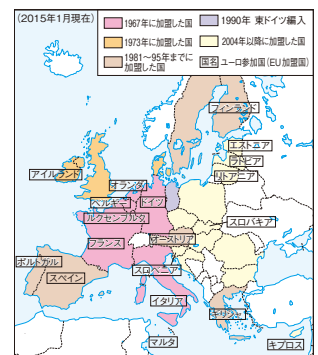 (2015年1月現在)
1967年に加盟した国
1973年に加盟した国
1981〜95年までに
加盟した国
1990年 東ドイツ編入
2004年以降に加盟した国
国名 ユーロ参加国(EU加盟国)
フィンランド
エストニア
ラトビア
リトアニア
アイルランド
オランダ
ベルギー
ドイツ
ルクセンブルク
スロバキア
フランス
オーストリア
ポルトガル
スペイン
スロベニア
イタリア
ギリシャ
マルタ
キプロス